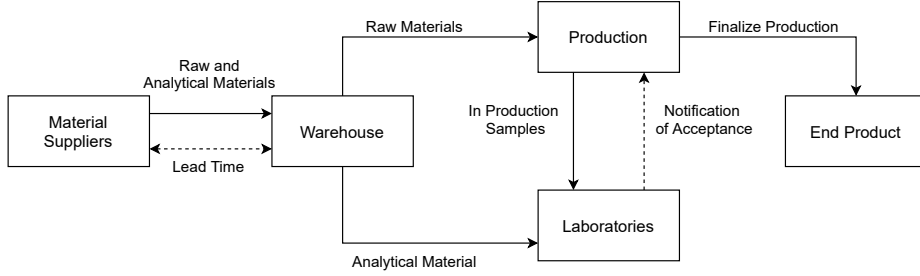 Raw Materials
Production
Finalize Production
Raw and
Analytical Materials
Material
Suppliers
Warehouse
In Production
Samples
Notification
of Acceptance
End Product
Lead Time
Laboratories
Analytical Material